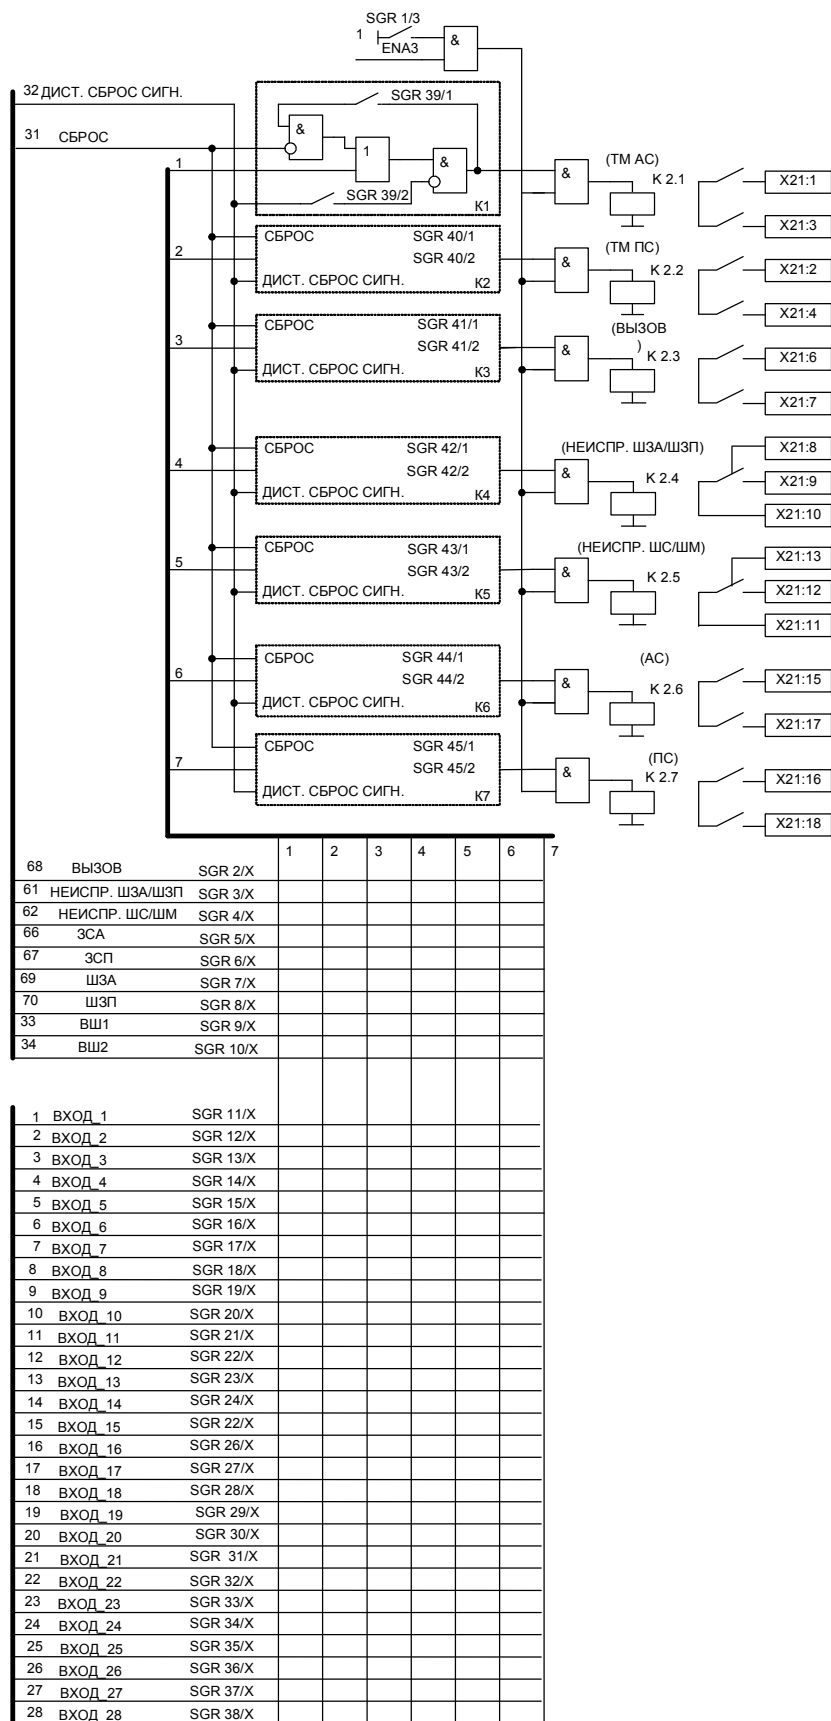 SGR 1/3
1
&
ENA3
32 ДИСТ. СБРОС СИГН.
SGR 39/1
&
31 СБРОС
1
&
1
SGR 39/2
К1
&
(ТМ АС)
K 2.1
X21:1
X21:3
СБРОС SGR 40/1
2
SGR 40/2
ДИСТ. СБРОС СИГН. К2
&
(ТМ ПС)
K 2.2
X21:2
X21:4
СБРОС SGR 41/1
3
SGR 41/2
ДИСТ. СБРОС СИГН. К3
&
(ВЫЗОВ
)
K 2.3
X21:6
X21:7
СБРОС SGR 42/1
4
SGR 42/2
ДИСТ. СБРОС СИГН. К4
&
(НЕИСПР. ШЗА/ШЗП)
K 2.4
X21:8
X21:9
X21:10
СБРОС SGR 43/1
5
SGR 43/2
ДИСТ. СБРОС СИГН. К5
&
(НЕИСПР. ШС/ШМ)
K 2.5
X21:13
X21:12
X21:11
СБРОС SGR 44/1
6
SGR 44/2
ДИСТ. СБРОС СИГН. К6
&
(АС)
K 2.6
X21:15
X21:17
СБРОС SGR 45/1
7
SGR 45/2
ДИСТ. СБРОС СИГН. К7
&
(ПС)
K 2.7
X21:16
X21:18
1 2 3 4 5 6 7
68 ВЫЗОВ SGR 2/X
61 НЕИСПР. ШЗА/ШЗП SGR 3/X
62 НЕИСПР. ШС/ШМ SGR 4/X
66 ЗСА SGR 5/X
67 ЗСП SGR 6/X
69 ШЗА SGR 7/X
70 ШЗП SGR 8/X
33 ВШ1 SGR 9/X
34 ВШ2 SGR 10/X
1 ВХОД_1 SGR 11/X
2 ВХОД_2 SGR 12/X
3 ВХОД_3 SGR 13/X
4 ВХОД_4 SGR 14/X
5 ВХОД_5 SGR 15/X
6 ВХОД_6 SGR 16/X
7 ВХОД_7 SGR 17/X
8 ВХОД_8 SGR 18/X
9 ВХОД_9 SGR 19/X
10 ВХОД_10 SGR 20/X
11 ВХОД_11 SGR 21/X
12 ВХОД_12 SGR 22/X
13 ВХОД_13 SGR 23/X
14 ВХОД_14 SGR 24/X
15 ВХОД_15 SGR 22/X
16 ВХОД_16 SGR 26/X
17 ВХОД_17 SGR 27/X
18 ВХОД_18 SGR 28/X
19 ВХОД_19 SGR 29/X
20 ВХОД_20 SGR 30/X
21 ВХОД_21 SGR 31/X
22 ВХОД_22 SGR 32/X
23 ВХОД_23 SGR 33/X
24 ВХОД_24 SGR 34/X
25 ВХОД_25 SGR 35/X
26 ВХОД_26 SGR 36/X
27 ВХОД_27 SGR 37/X
28 ВХОД_28 SGR 38/X